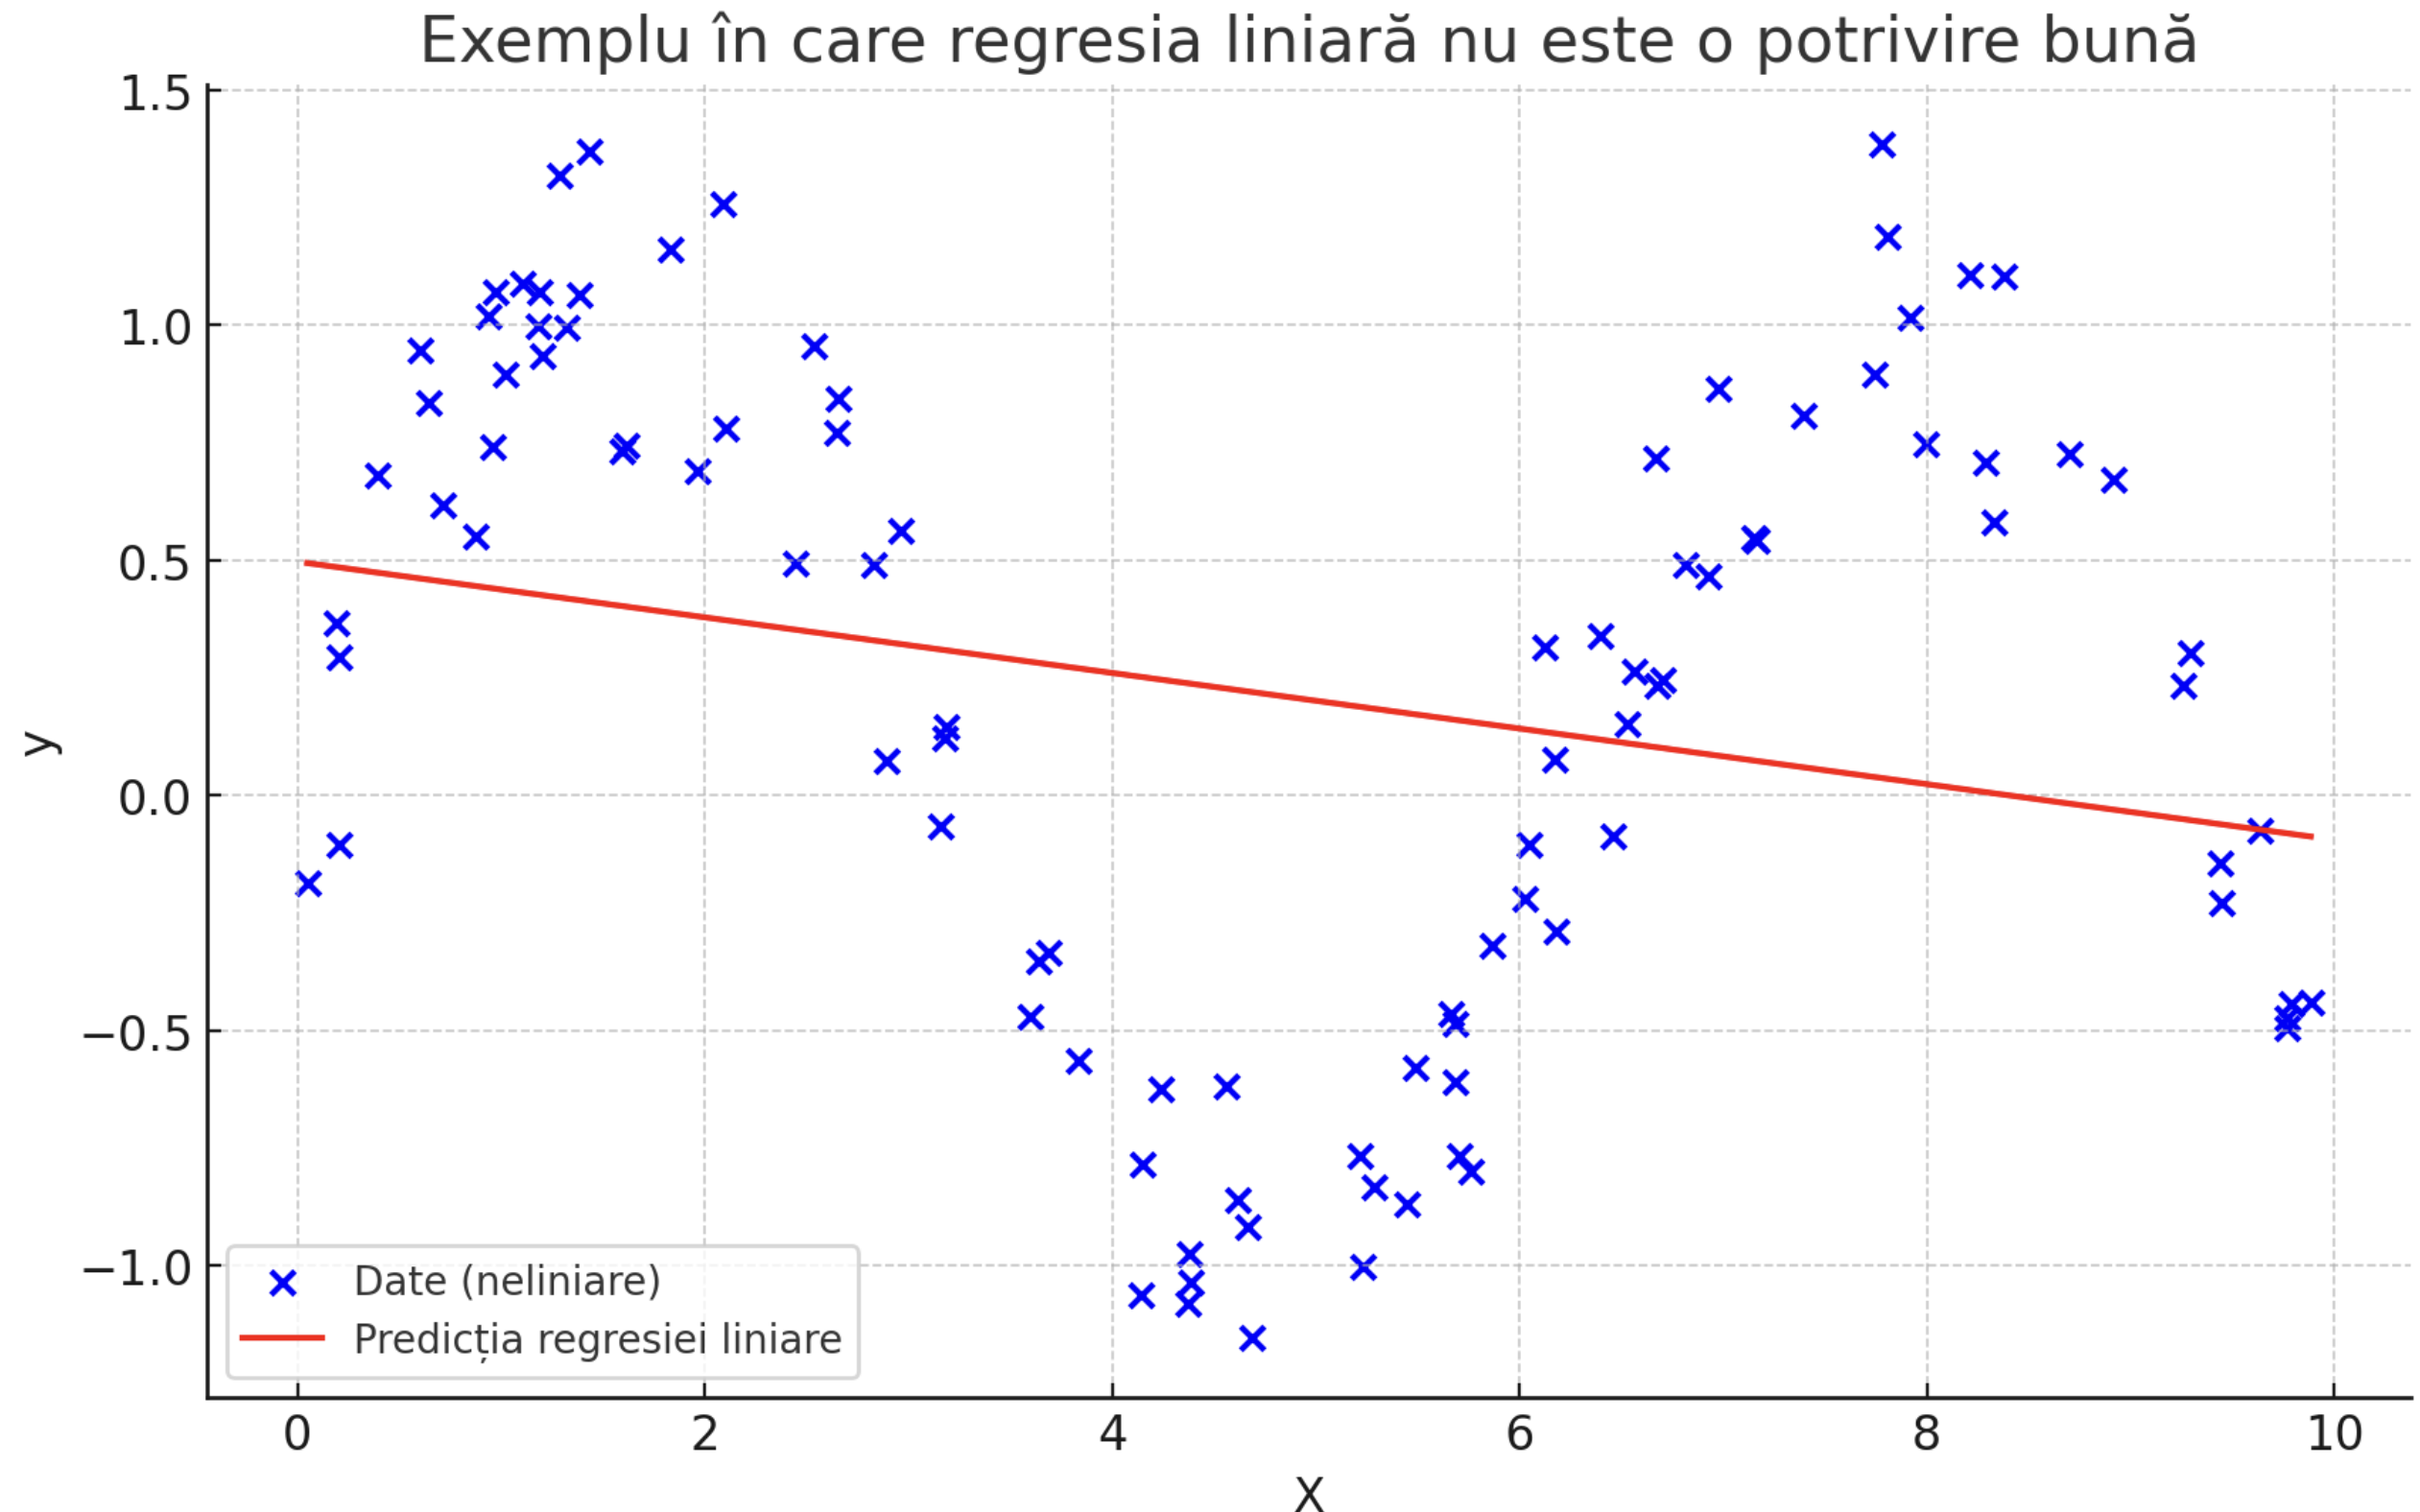 Exemplu în care regresia liniară nu este o potrivire bună
1.5
1.0
0.5
0.0
−0.5
−1.0
y
Date (neliniare)
Predicția regresiei liniare
0 2 4 6 8 10
X